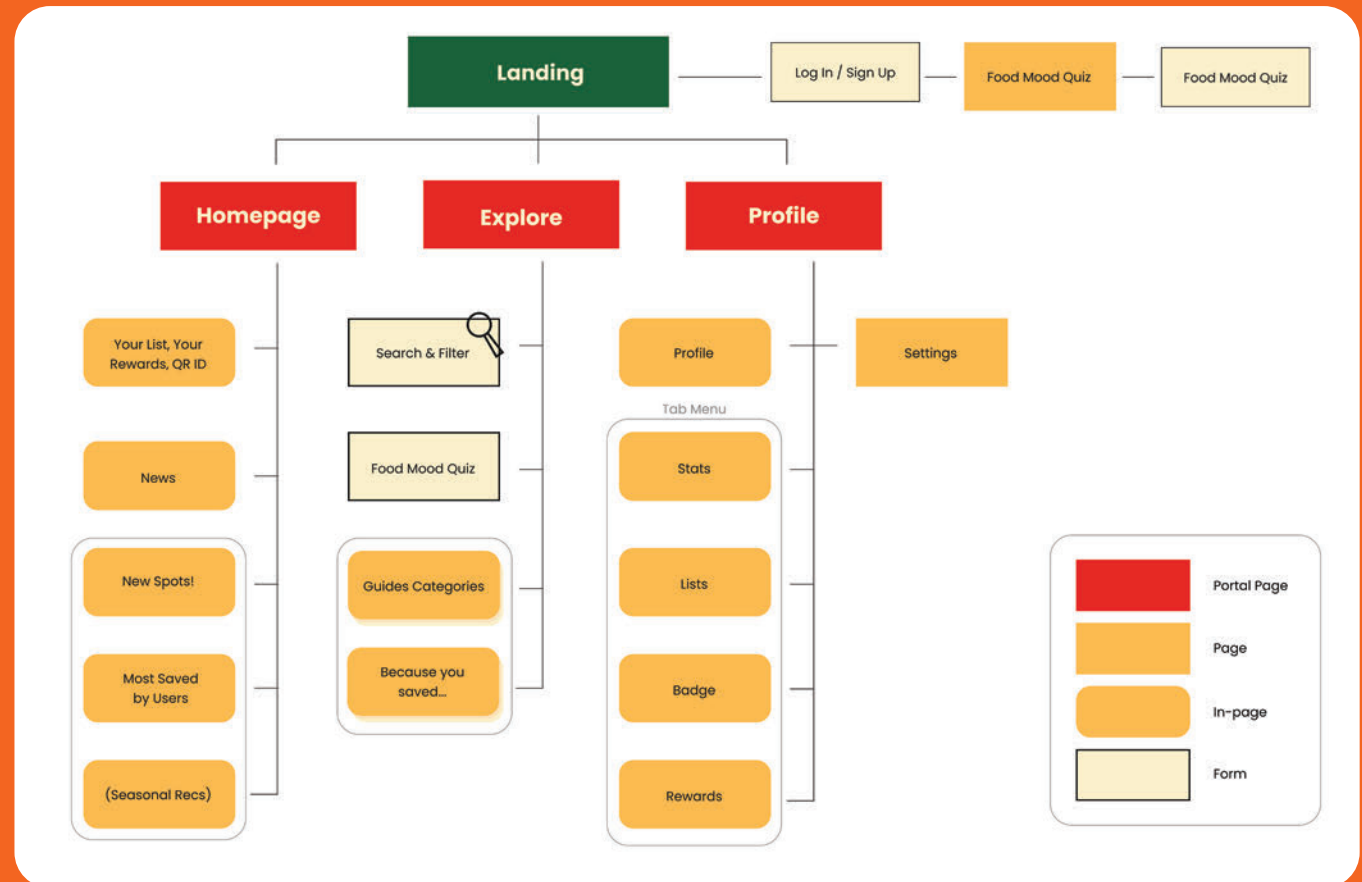 Landing
Log In / Sign Up
Food Mood Quiz
Food Mood Quiz
Homepage
Explore
Profile
Your List, Your
Rewards, QR ID
News
New Spots!
Most Saved
by Users
(Seasonal Recs)
Search & Filter
Food Mood Quiz
Guides Categories
Because you
saved...
Profile
Settings
Tab Menu
Stats
Lists
Badge
Rewards
Portal Page
Page
In-page
Form